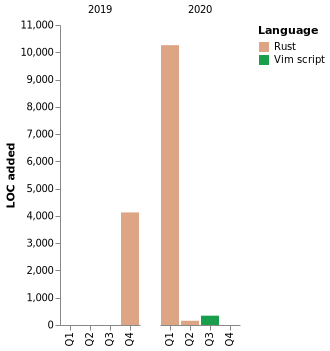 2019
2020
Language
Rust
Vim script
LOC added
11,000
10,000
9,000
8,000
7,000
6,000
5,000
4,000
3,000
2,000
1,000
0
Q1 Q2 Q3 Q4
Q1 Q2 Q3 Q4